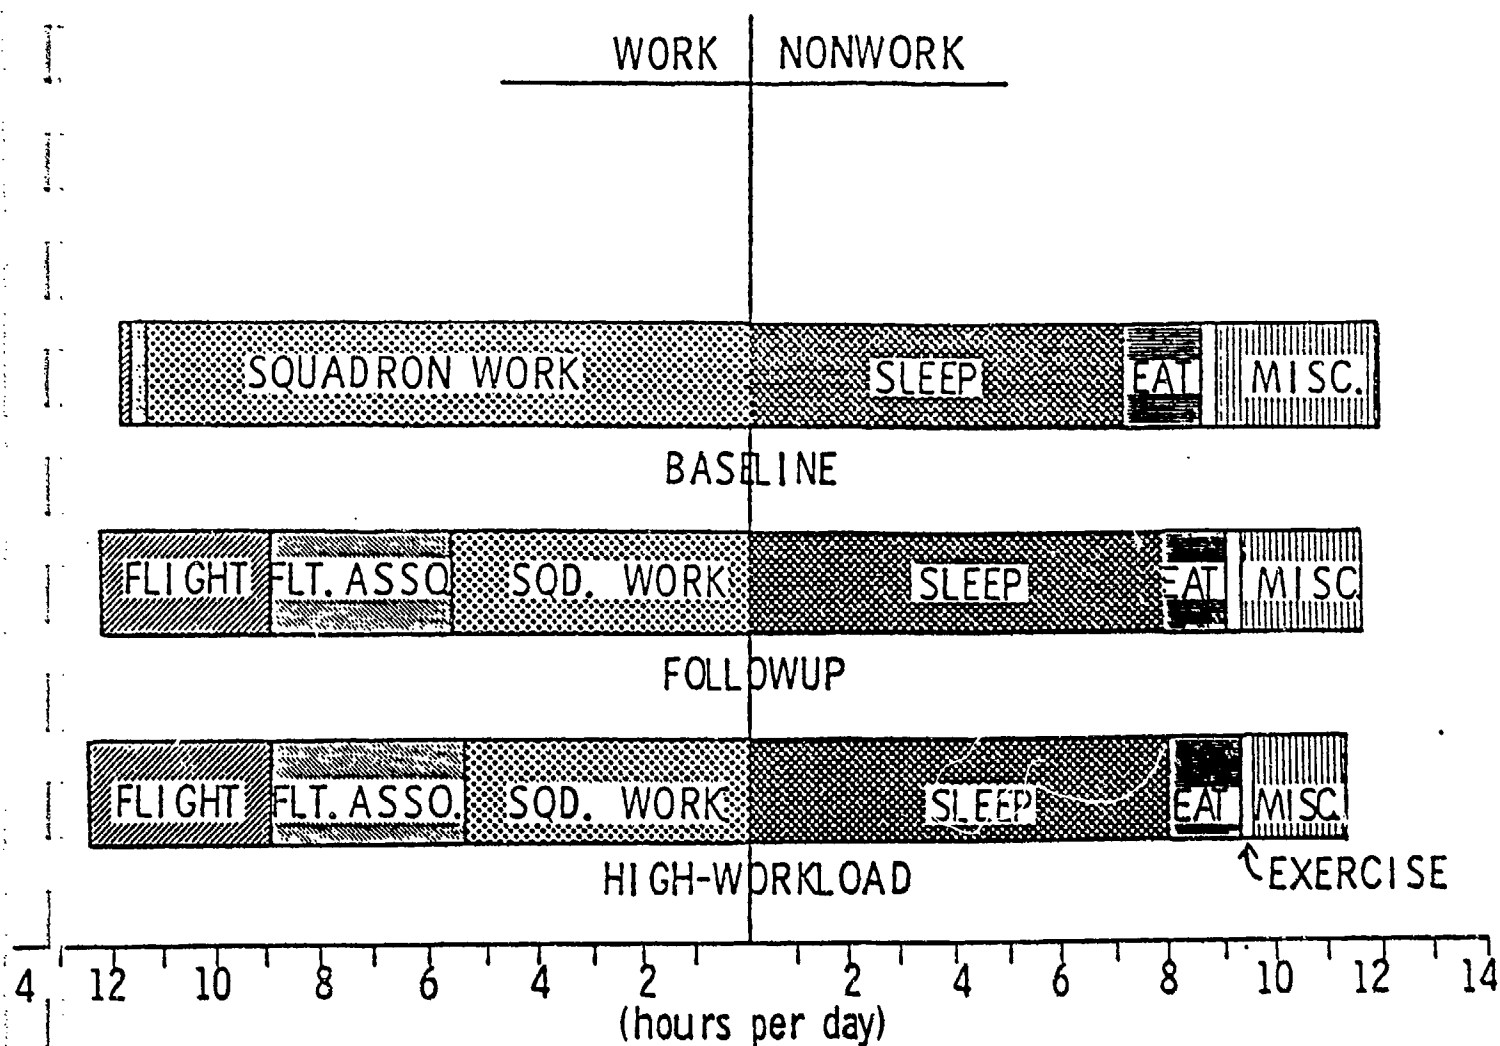 WORK NONWORK
SQUADRON WORK SLEEP EAT MISC.
BASELINE
FLIGHT FLT. ASSO SQD. WORK SLEEP EAT MISC
FOLLOWUP
FLIGHT FLT. ASSO. SQD. WORK SLEEP EAT MISC.
HIGH-WORKLOAD
EXERCISE
4 12 10 8 6 4 2 2 4 6 8 10 12 14
(hours per day)